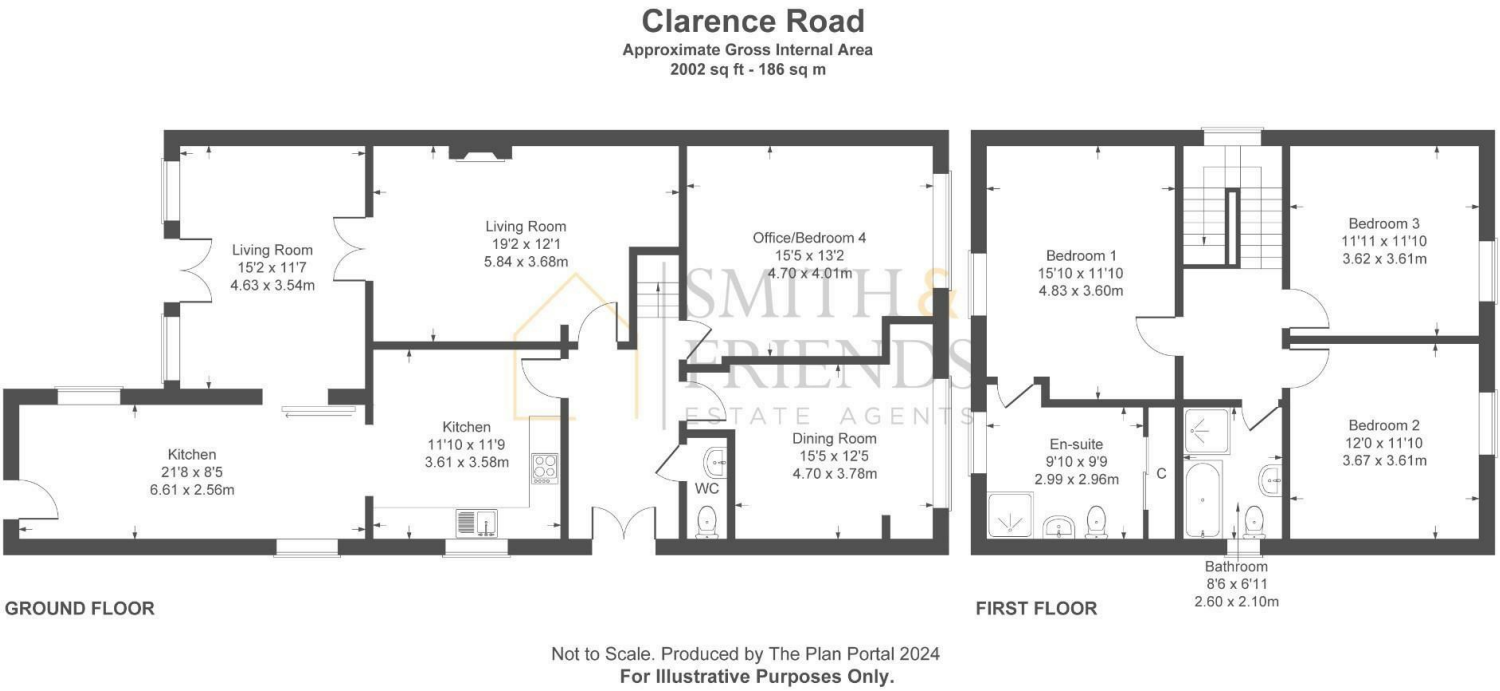 Clarence Road
Approximate Gross Internal Area
2002 sq ft - 186 sq m
Living Room
15'2 x 11'7
4.63 x 3.54m
Living Room
19'2 x 12'1
5.84 x 3.68m
Office/Bedroom 4
15'5 x 13'2
4.70 x 4.01m
Kitchen
21'8 x 8'5
6.61 x 2.56m
Kitchen
11'10 x 11'9
3.61 x 3.58m
WC
Dining Room
15'5 x 12'5
4.70 x 3.78m
SMITH &
FRIENDS
ESTATE AGENTS
Bedroom 1
15'10 x 11'10
4.83 x 3.60m
Bedroom 3
11'11 x 11'10
3.62 x 3.61m
En-suite
9'10 x 9'9
2.99 x 2.96m
C
Bedroom 2
12'0 x 11'10
3.67 x 3.61m
Bathroom
8'6 x 6'11
2.60 x 2.10m
GROUND FLOOR
FIRST FLOOR
Not to Scale. Produced by The Plan Portal 2024
For Illustrative Purposes Only.